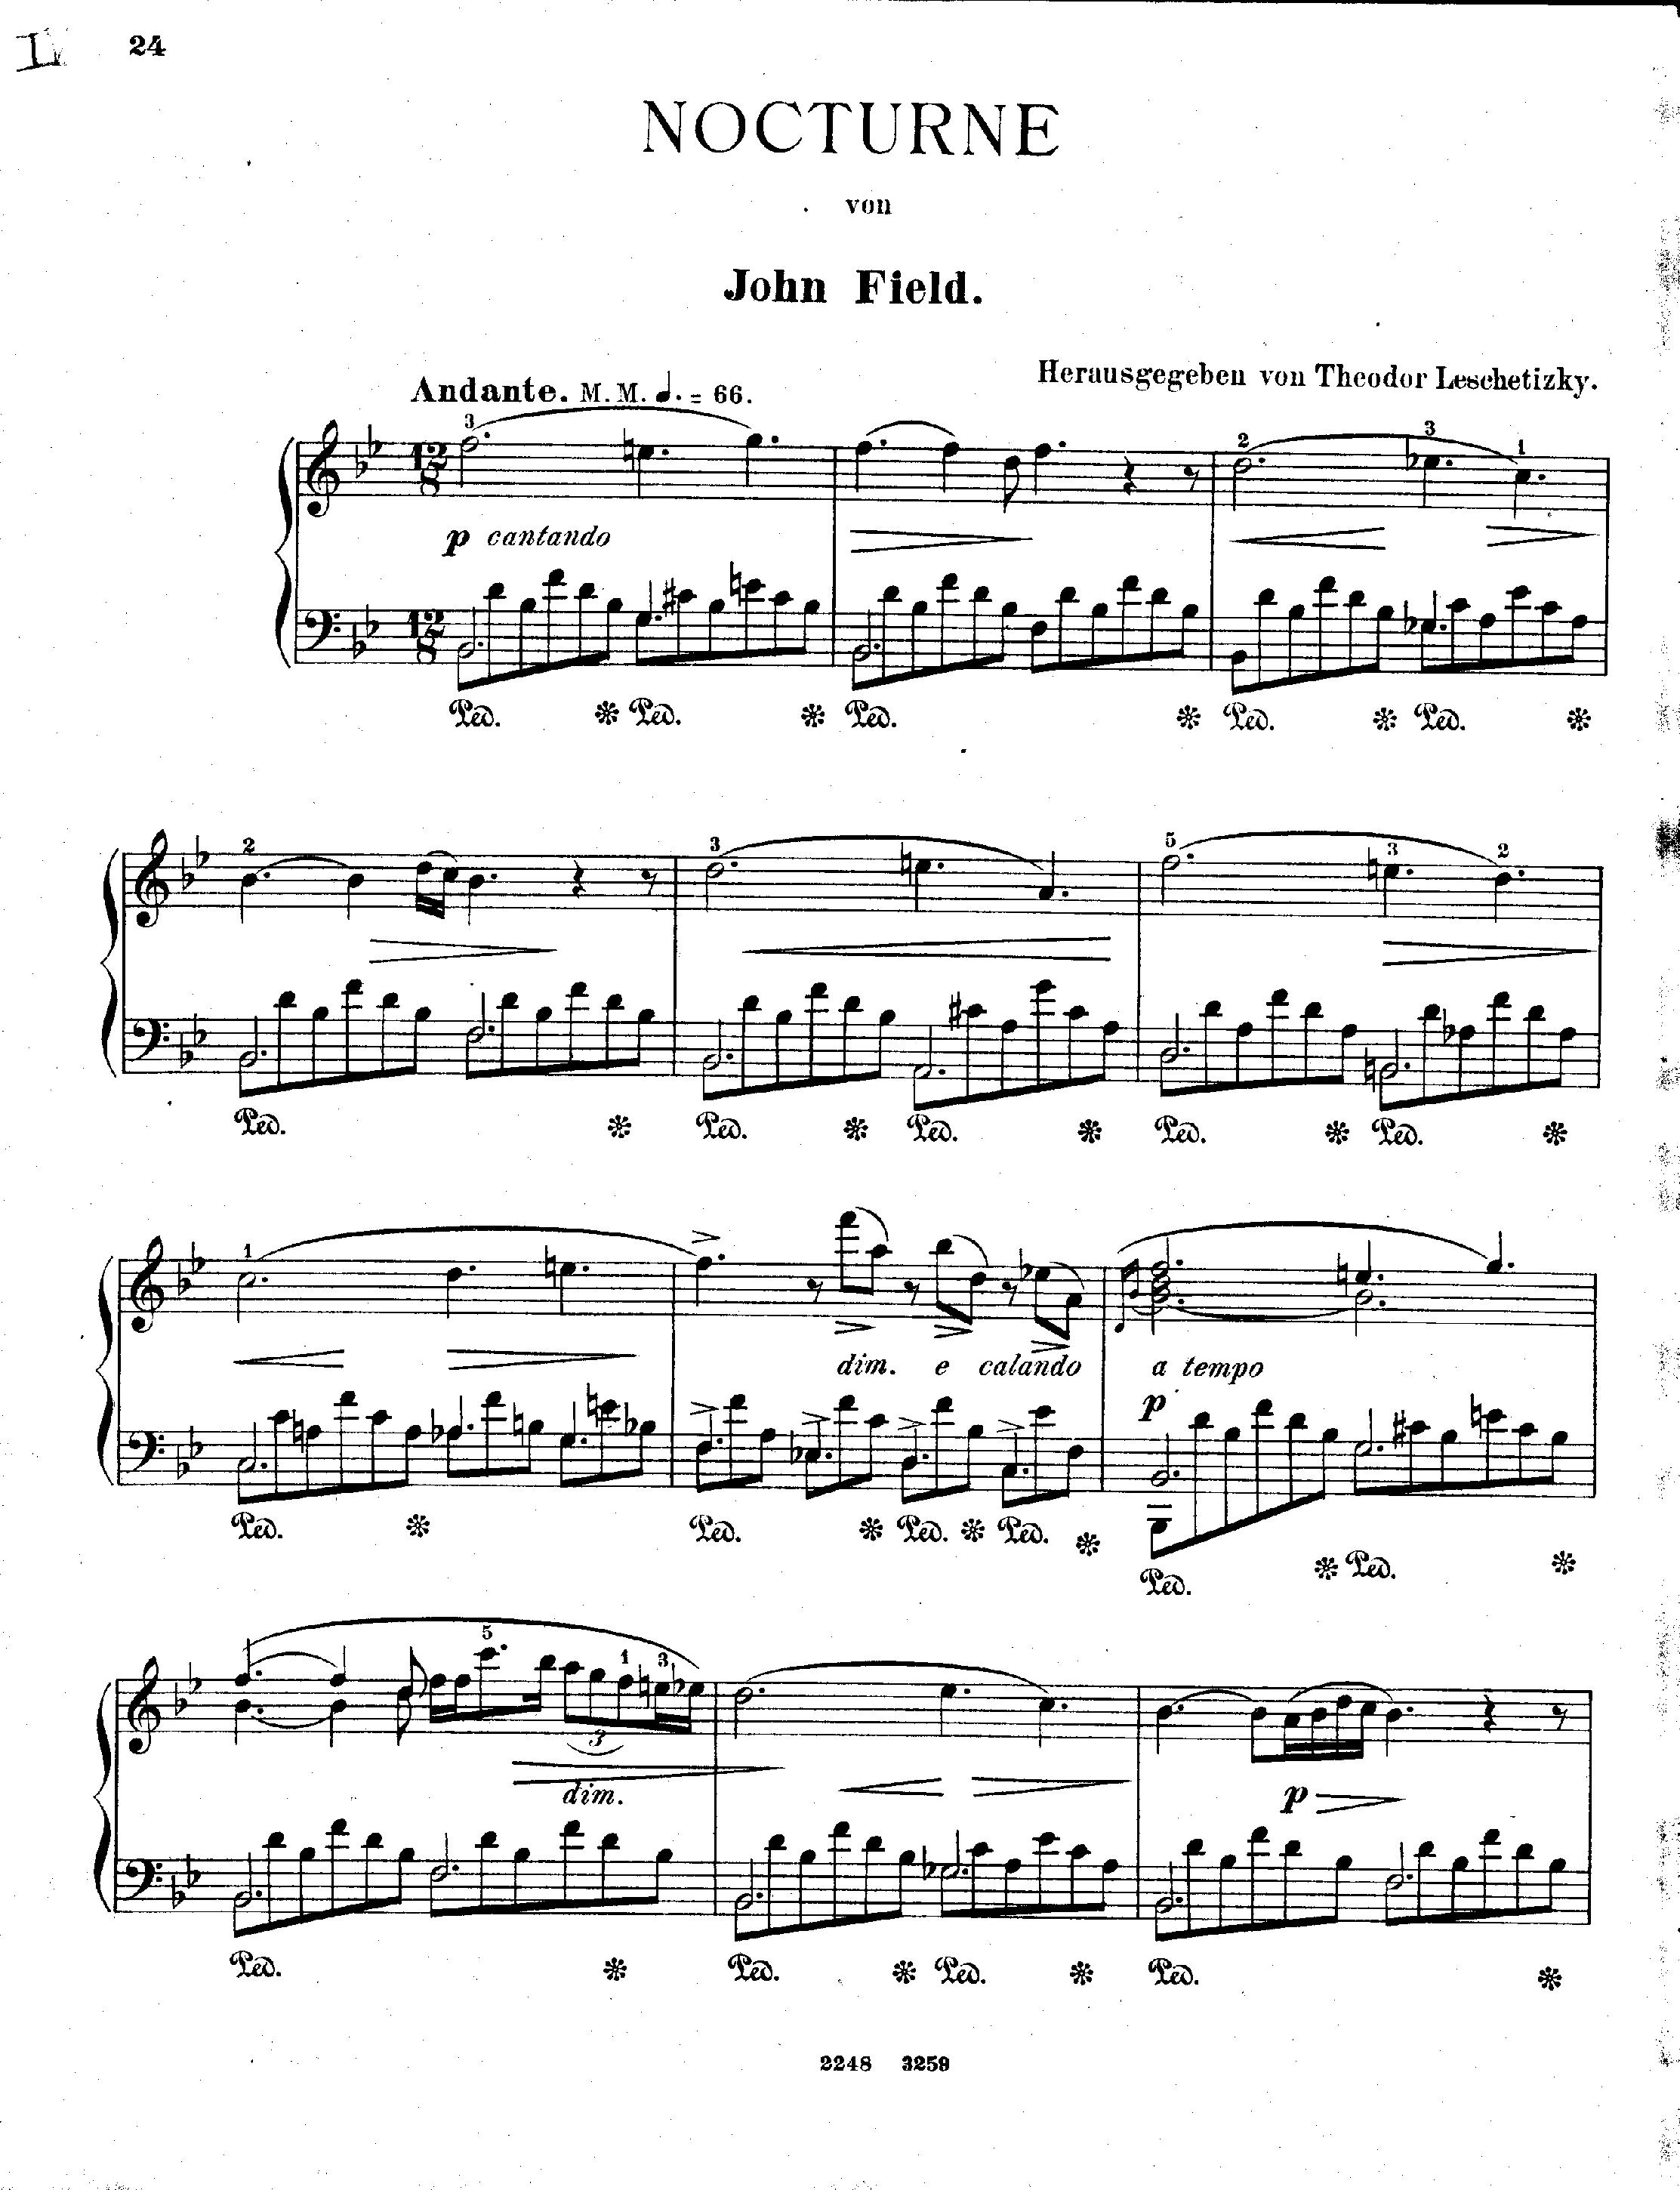 24
NOCTURNE
von
John Field.
Herausgegeben von Theodor Leschetizky.
Andante. M. M. ♩. = 66.
3 2 3 1
12 8
p cantando
12 8
Ped. * Ped. * Ped. * Ped. * Ped. *
2 3 5 3 2
Ped. * Ped. * Ped. * Ped. * Ped. *
1
dim. e calando a tempo
p
Ped. * Ped. * Ped. * Ped. * Ped. * Ped. *
5 1 3
3
dim. p
Ped. * Ped. * Ped. * Ped. *
2248 3259